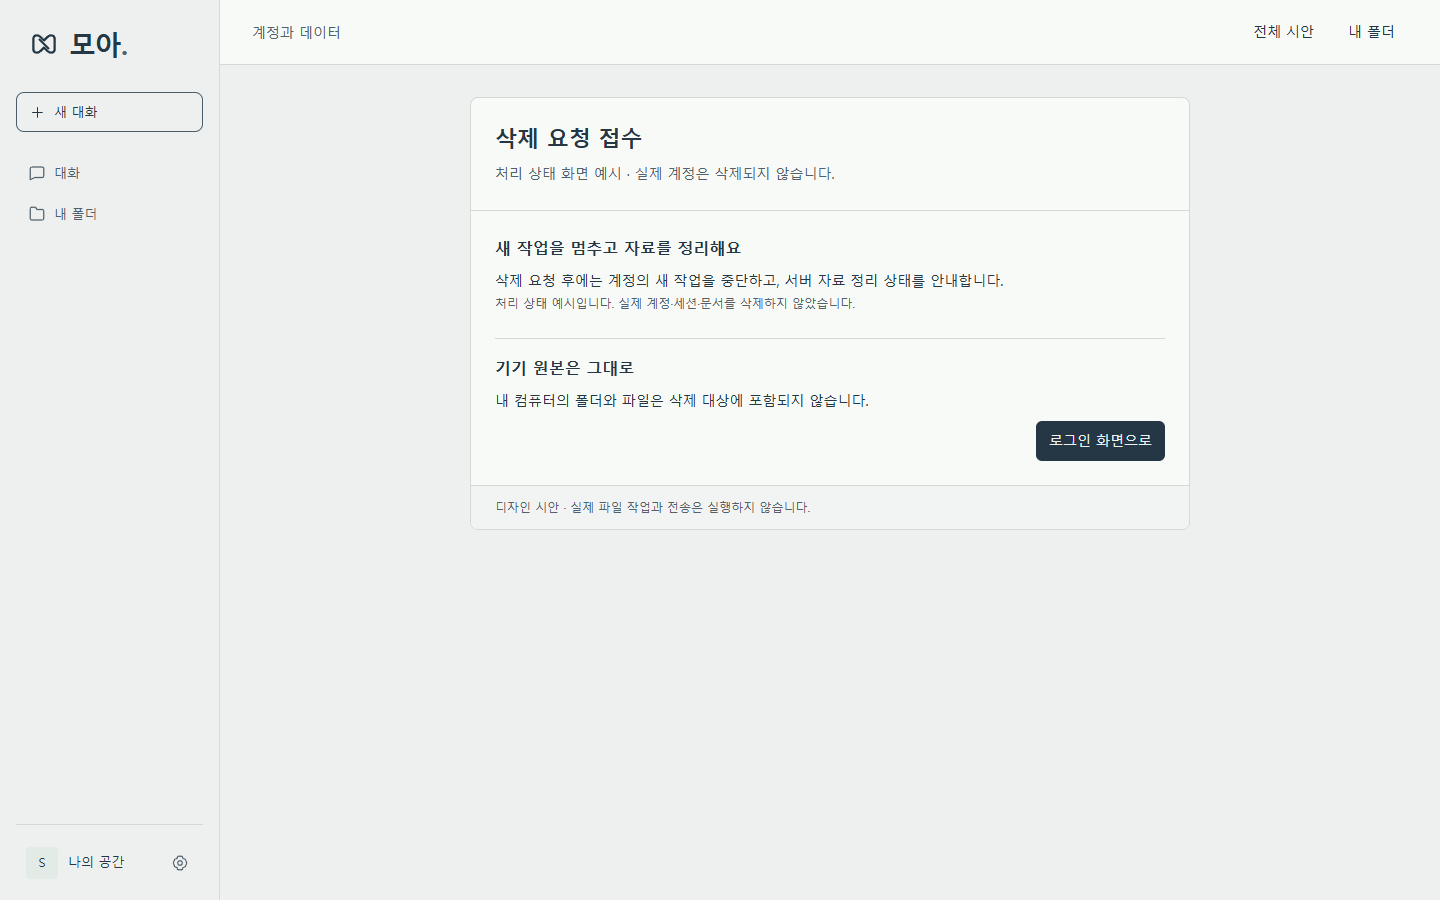 모아.
새 대화
대화
내 폴더
S 나의 공간
계정과 데이터
전체 시안 내 폴더
삭제 요청 접수
처리 상태 화면 예시 · 실제 계정은 삭제되지 않습니다.
새 작업을 멈추고 자료를 정리해요
삭제 요청 후에는 계정의 새 작업을 중단하고, 서버 자료 정리 상태를 안내합니다.
처리 상태 예시입니다. 실제 계정·세션·문서를 삭제하지 않았습니다.
기기 원본은 그대로
내 컴퓨터의 폴더와 파일은 삭제 대상에 포함되지 않습니다.
로그인 화면으로
디자인 시안 · 실제 파일 작업과 전송은 실행하지 않습니다.